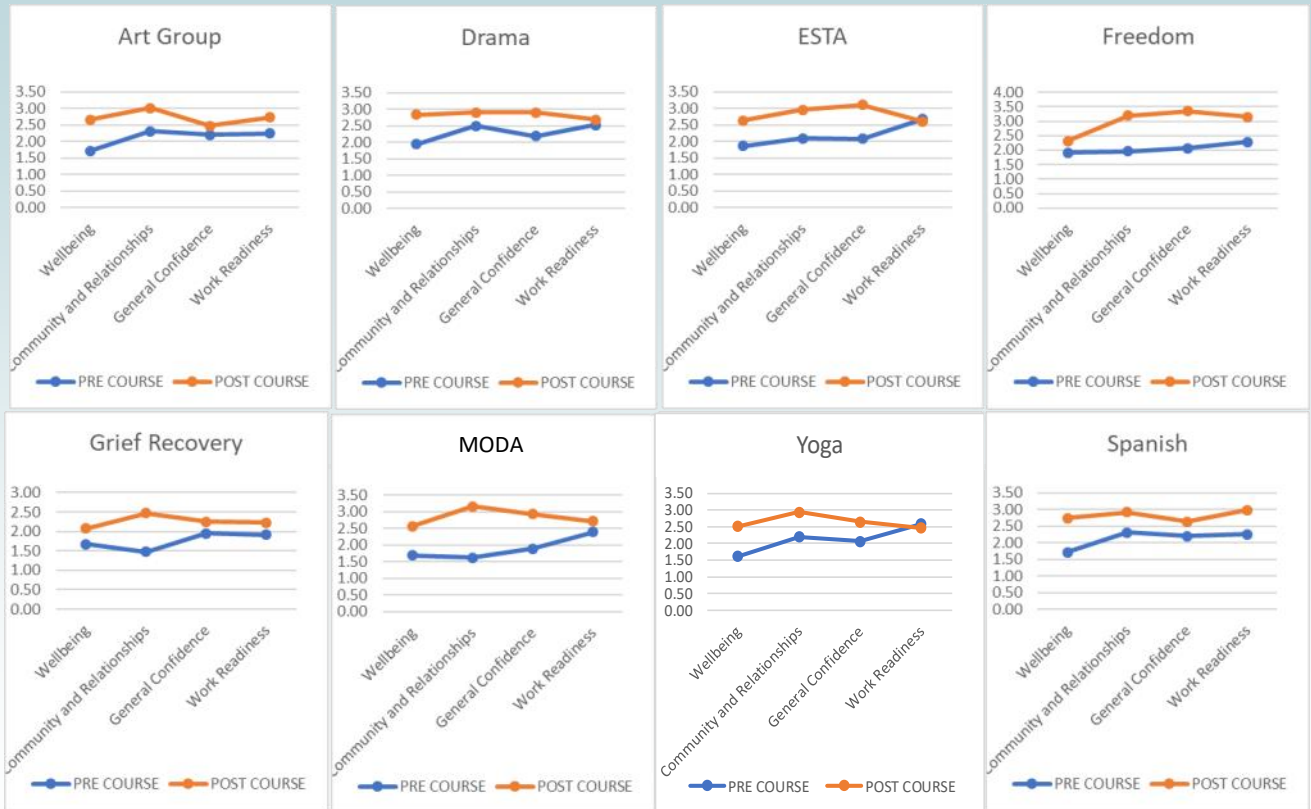 Art Group
3.50
3.00
2.50
2.00
1.50
1.00
0.50
0.00
Wellbeing
Community and Relationships
General Confidence
Work Readiness
PRE COURSE POST COURSE
Drama
3.50
3.00
2.50
2.00
1.50
1.00
0.50
0.00
Wellbeing
Community and Relationships
General Confidence
Work Readiness
PRE COURSE POST COURSE
ESTA
3.50
3.00
2.50
2.00
1.50
1.00
0.50
0.00
Wellbeing
Community and Relationships
General Confidence
Work Readiness
PRE COURSE POST COURSE
Freedom
4.00
3.50
3.00
2.50
2.00
1.50
1.00
0.50
0.00
Wellbeing
Community and Relationships
General Confidence
Work Readiness
PRE COURSE POST COURSE
Grief Recovery
3.00
2.50
2.00
1.50
1.00
0.50
0.00
Wellbeing
Community and Relationships
General Confidence
Work Readiness
PRE COURSE POST COURSE
MODA
3.50
3.00
2.50
2.00
1.50
1.00
0.50
0.00
Wellbeing
Community and Relationships
General Confidence
Work Readiness
PRE COURSE POST COURSE
Yoga
3.50
3.00
2.50
2.00
1.50
1.00
0.50
0.00
Wellbeing
Community and Relationships
General Confidence
Work Readiness
PRE COURSE POST COURSE
Spanish
3.50
3.00
2.50
2.00
1.50
1.00
0.50
0.00
Wellbeing
Community and Relationships
General Confidence
Work Readiness
PRE COURSE POST COURSE